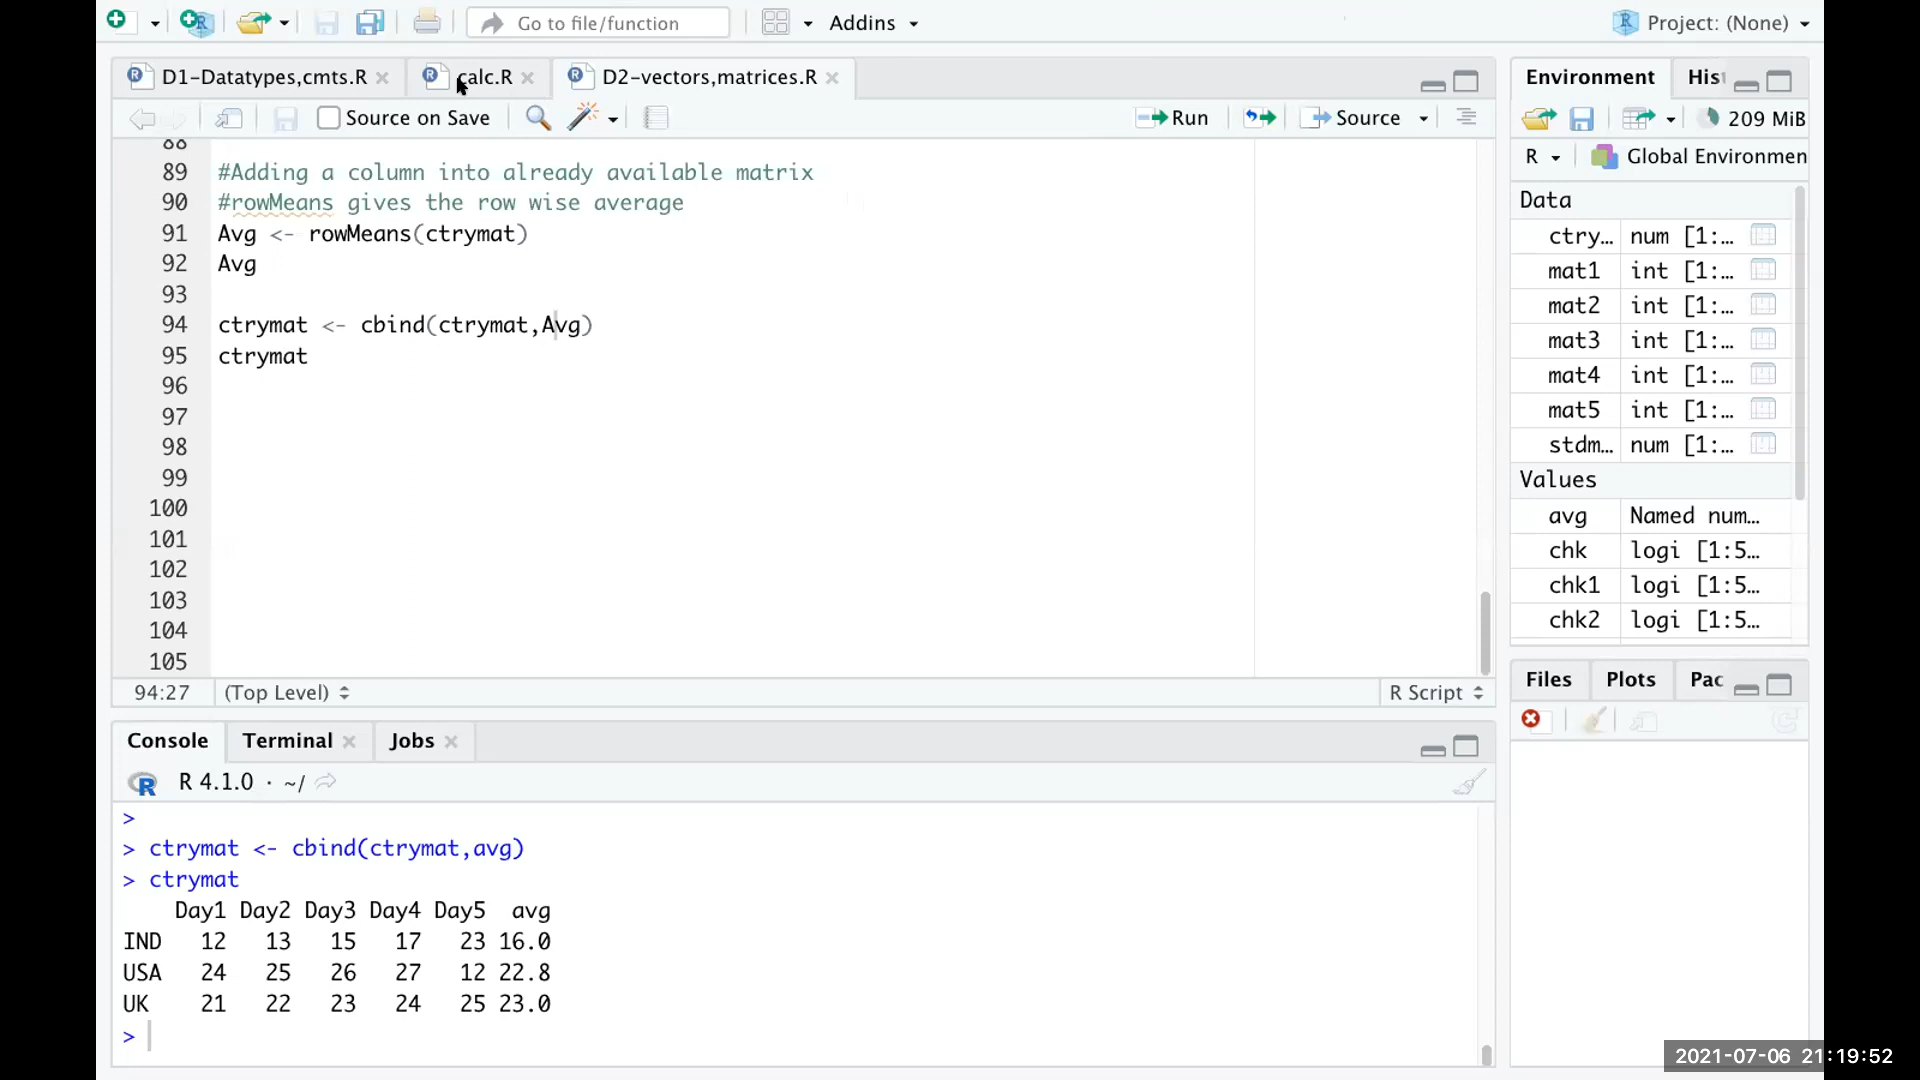 Go to file/function
Addins
Project: (None)
D1-Datatypes,cmts.R
calc.R
D2-vectors,matrices.R
Source on Save
Run
Source
88
89 #Adding a column into already available matrix
90 #rowMeans gives the row wise average
91 Avg <- rowMeans(ctrymat)
92 Avg
93
94 ctrymat <- cbind(ctrymat,Avg)
95 ctrymat
96
97
98
99
100
101
102
103
104
105
94:27 (Top Level) R Script
Console Terminal Jobs
R 4.1.0 · ~/
>
> ctrymat <- cbind(ctrymat,avg)
> ctrymat
Day1 Day2 Day3 Day4 Day5 avg
IND 12 13 15 17 23 16.0
USA 24 25 26 27 12 22.8
UK 21 22 23 24 25 23.0
>
Environment His
209 MiB
R Global Environmen
Data
ctry… num [1:…
mat1 int [1:…
mat2 int [1:…
mat3 int [1:…
mat4 int [1:…
mat5 int [1:…
stdm… num [1:…
Values
avg Named num…
chk logi [1:5…
chk1 logi [1:5…
chk2 logi [1:5…
Files Plots Pac
2021-07-06 21:19:52